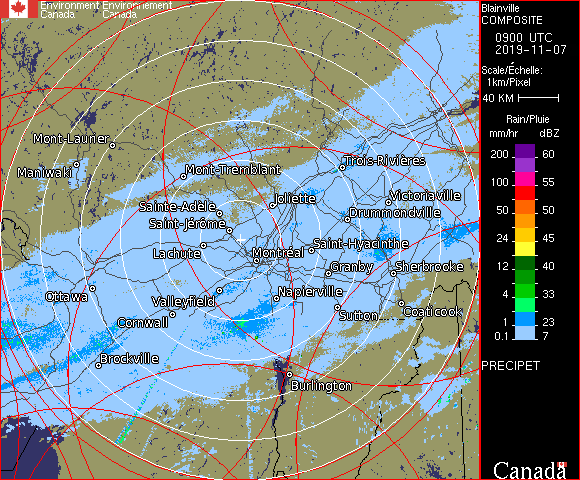 Environment Environnement
Canada Canada
Blainville
COMPOSITE
0900 UTC
2019-11-07
Scale/Échelle:
1km/Pixel
40 KM
Rain/Pluie
mm/hr dBZ
200 60
100 55
50 50
24 45
12 40
4 33
1 23
0.1 7
PRECIPET
Canada
Mont-Laurier
Maniwaki
Mont-Tremblant
Trois-Rivières
Joliette
Victoriaville
Sainte-Adele
Drummondville
Saint-Jérôme
Lachute
Montréal
Saint-Hyacinthe
Granby
Sherbrooke
Ottawa
Valleyfield
Napierville
Cornwall
Sutton
Coaticook
Brockville
Burlington